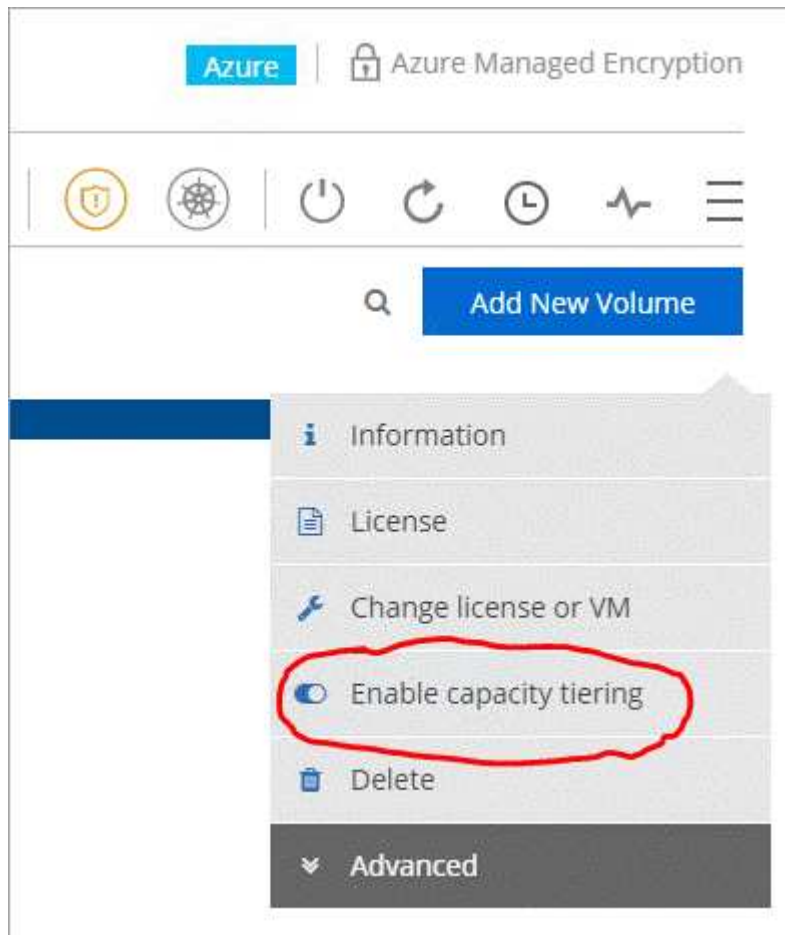 Azure
Azure Managed Encryption
Add New Volume
Information
License
Change license or VM
Enable capacity tiering
Delete
Advanced